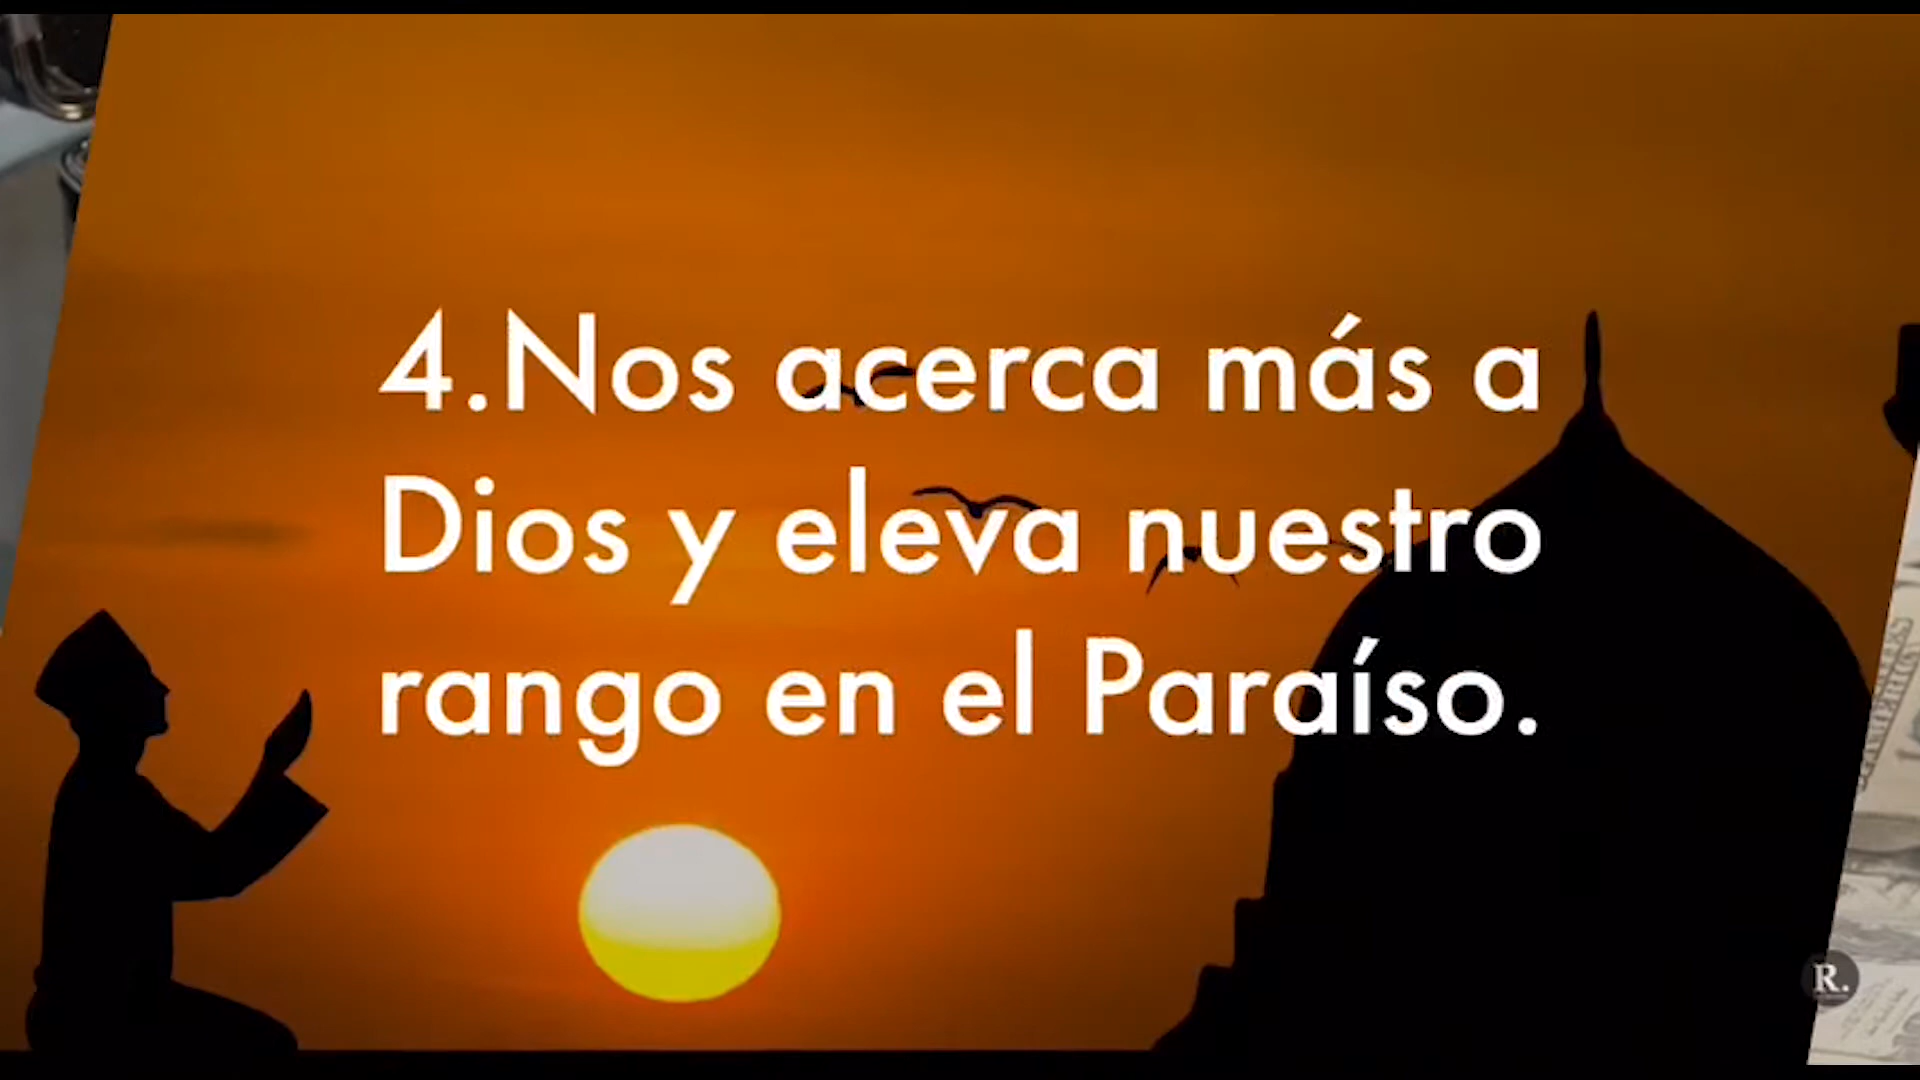 4.Nos acerca más a
Dios y eleva nuestro
rango en el Paraíso.
R.